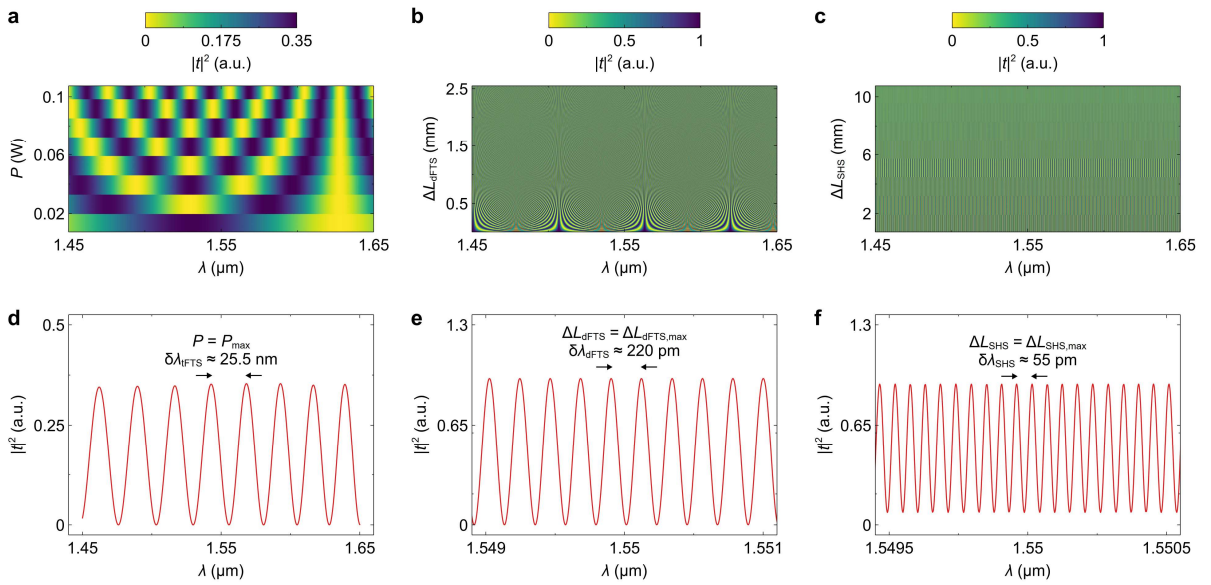 a
0
0.175
0.35
|t|² (a.u.)
P (W)
0.1
0.06
0.02
1.45
1.55
1.65
λ (µm)
b
0
0.5
1
|t|² (a.u.)
ΔL_dFTS (mm)
2.5
1.5
0.5
1.45
1.55
1.65
λ (µm)
c
0
0.5
1
|t|² (a.u.)
ΔL_SHS (mm)
10
6
2
1.45
1.55
1.65
λ (µm)
d
|t|² (a.u.)
0.5
0.25
0
P = P_max
δλ_tFTS ≈ 25.5 nm
1.45
1.55
1.65
λ (µm)
e
|t|² (a.u.)
1.3
0.65
0
ΔL_dFTS = ΔL_dFTS,max
δλ_dFTS ≈ 220 pm
1.549
1.55
1.551
λ (µm)
f
|t|² (a.u.)
1.3
0.65
0
ΔL_SHS = ΔL_SHS,max
δλ_SHS ≈ 55 pm
1.5495
1.55
1.5505
λ (µm)